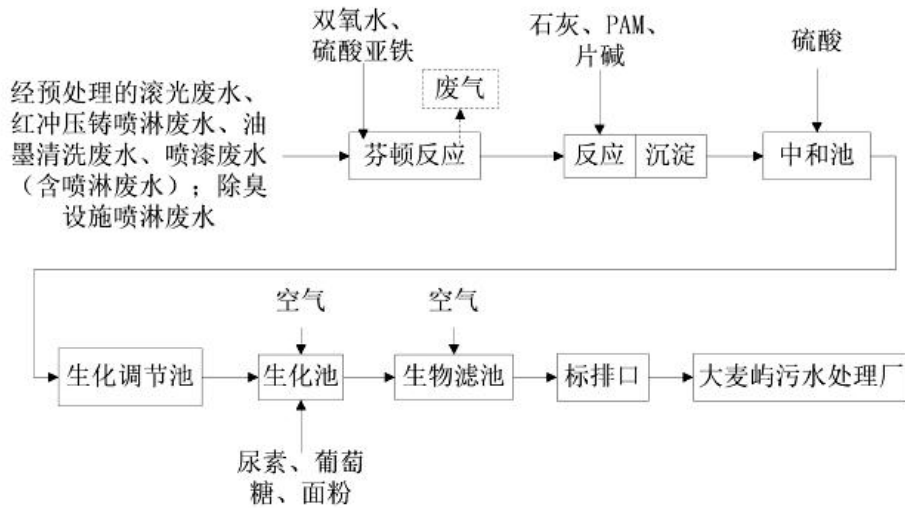 双氧水、
硫酸亚铁
石灰、PAM、
片碱
硫酸
废气
经预处理的滚光废水、
红冲压铸喷淋废水、油
墨清洗废水、喷漆废水
（含喷淋废水）；除臭
设施喷淋废水
芬顿反应
反应
沉淀
中和池
空气
空气
生化调节池
生化池
生物滤池
标排口
大麦屿污水处理厂
尿素、葡萄
糖、面粉